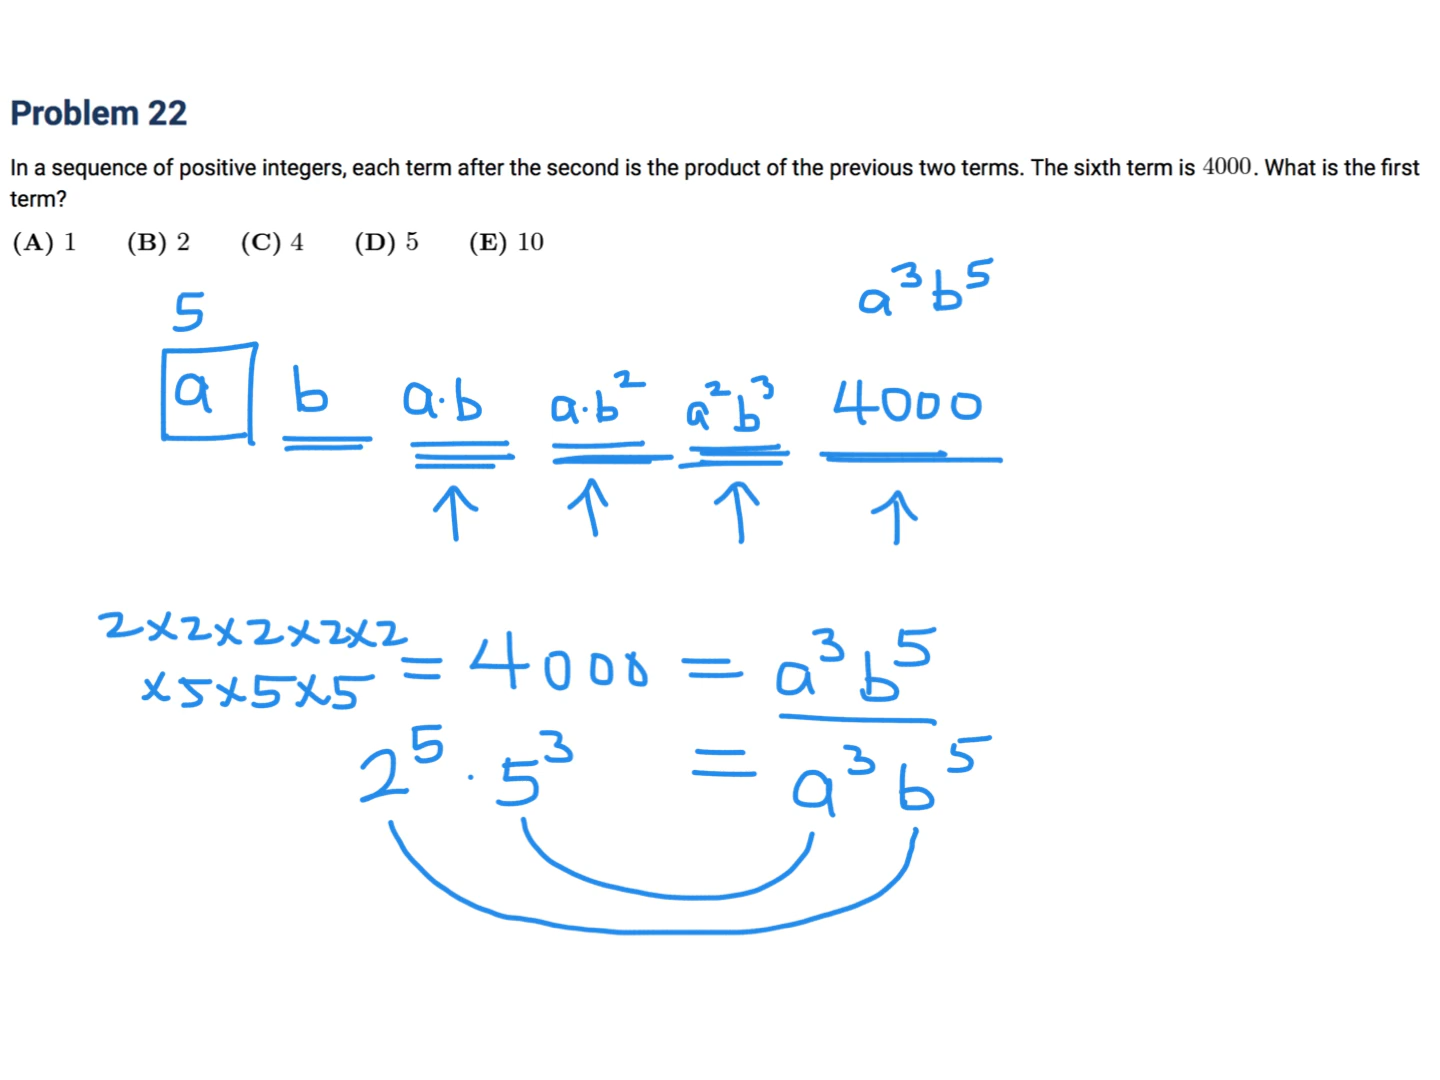 Problem 22
In a sequence of positive integers, each term after the second is the product of the previous two terms. The sixth term is 4000. What is the first
term?
(A) 1 (B) 2 (C) 4 (D) 5 (E) 10
a³b⁵
5
a b a·b a·b² a²b³ 4000
2×2×2×2×2
×5×5×5 = 4000 = a³b⁵
2⁵ · 5³ = a³b⁵